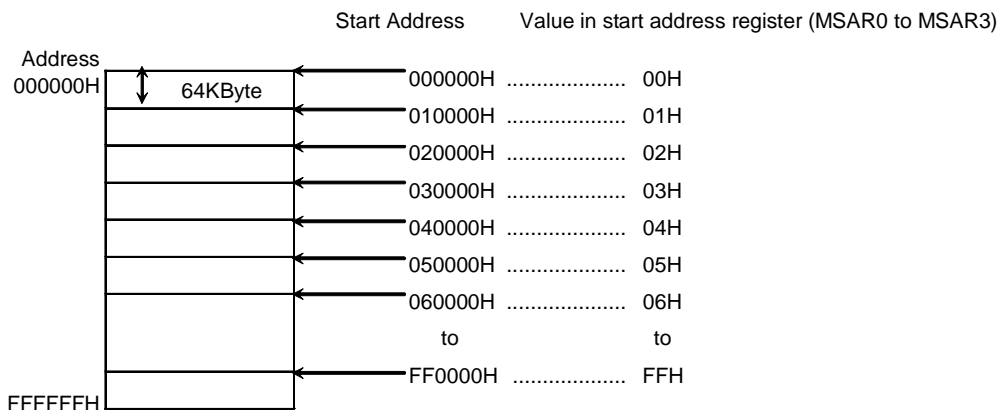 Start Address Value in start address register (MSAR0 to MSAR3)
Address
000000H
64KByte
000000H ..................... 00H
010000H ..................... 01H
020000H ..................... 02H
030000H ..................... 03H
040000H ..................... 04H
050000H ..................... 05H
060000H ..................... 06H
to to
FF0000H .................... FFH
FFFFFFH